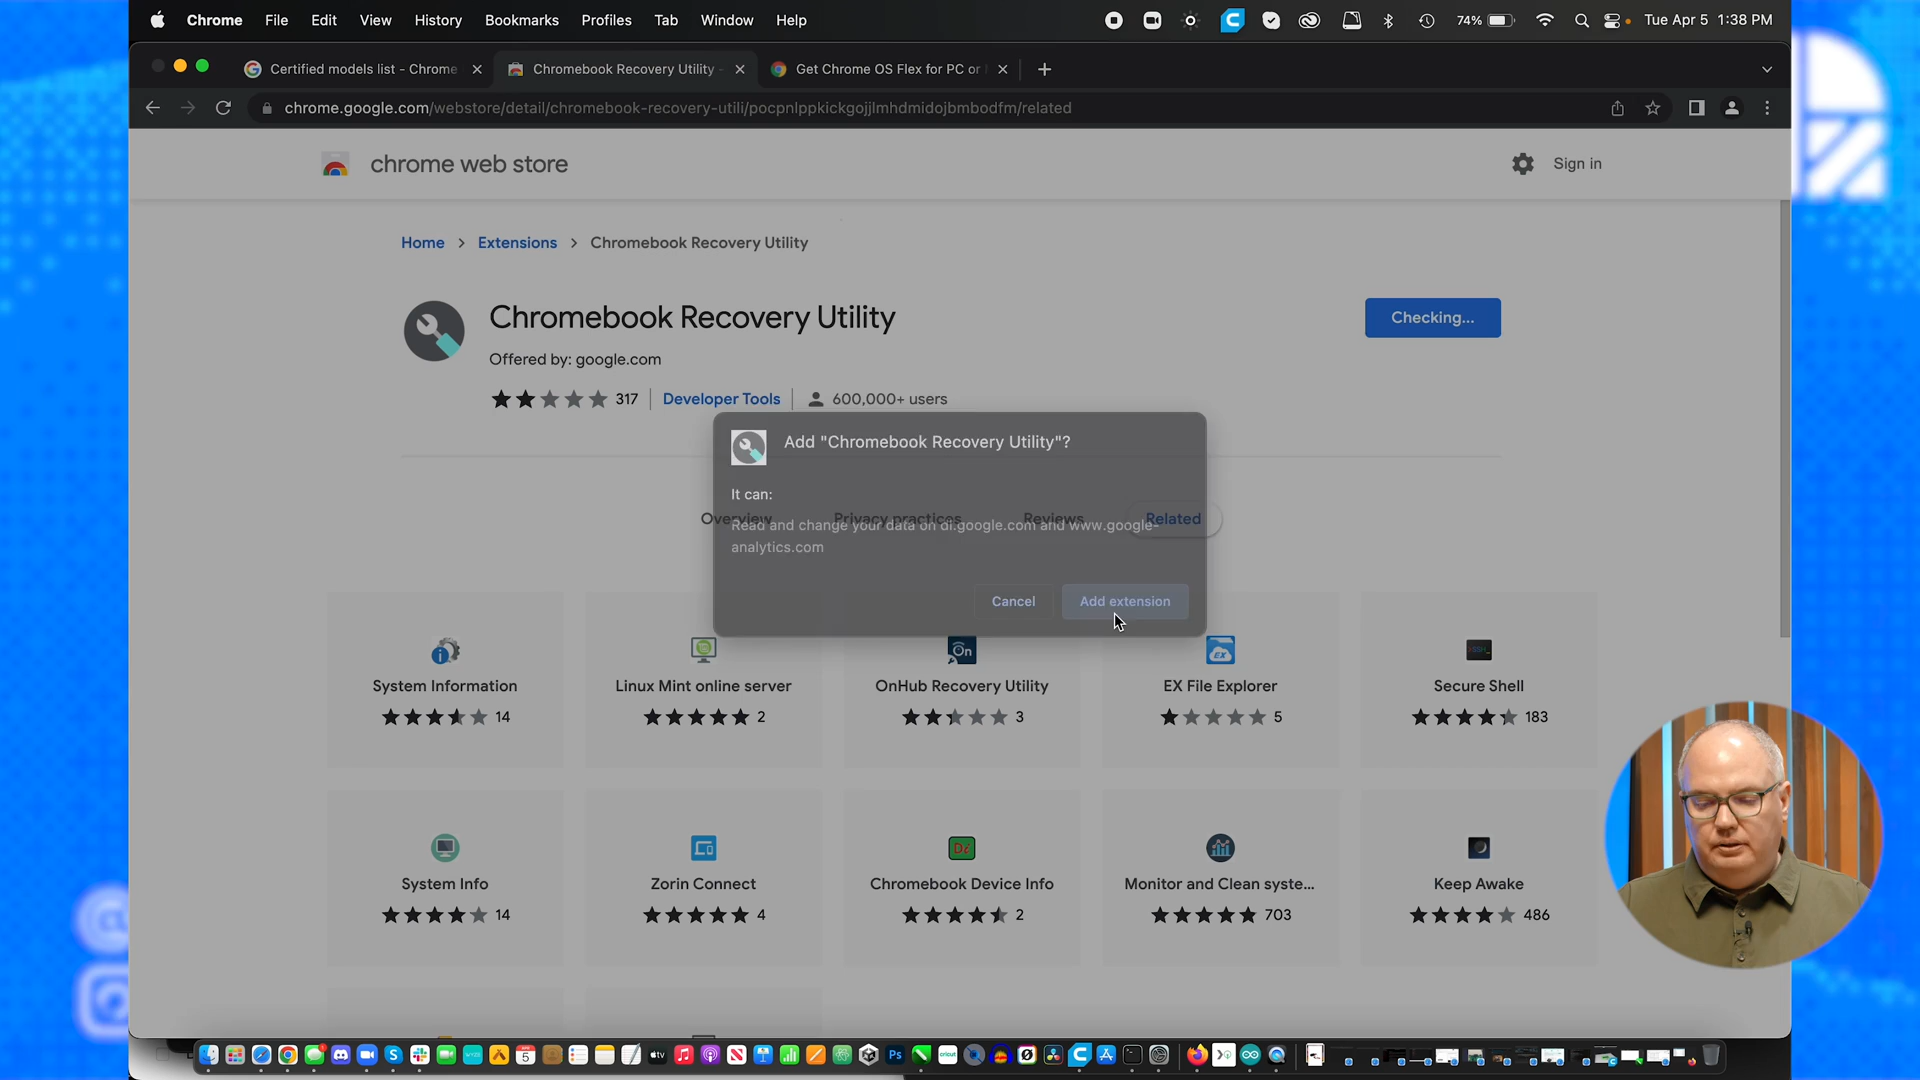 Chrome File Edit View History Bookmarks Profiles Tab Window Help 74% Tue Apr 5 1:38 PM
Certified models list - Chrome Chromebook Recovery Utility - Get Chrome OS Flex for PC or
chrome.google.com/webstore/detail/chromebook-recovery-utili/pocpnlppkickgojjlmhdmidojbmbodfm/related
chrome web store Sign in
Home > Extensions > Chromebook Recovery Utility
Chromebook Recovery Utility
Checking...
Offered by: google.com
317 Developer Tools 600,000+ users
Add "Chromebook Recovery Utility"?
It can:
Overview Privacy practices Reviews Related
Read and change your data on dl.google.com and www.google-
analytics.com
Cancel Add extension
System Information Linux Mint online server OnHub Recovery Utility EX File Explorer Secure Shell
14 2 3 5 183
System Info Zorin Connect Chromebook Device Info Monitor and Clean syste... Keep Awake
14 4 2 703 486